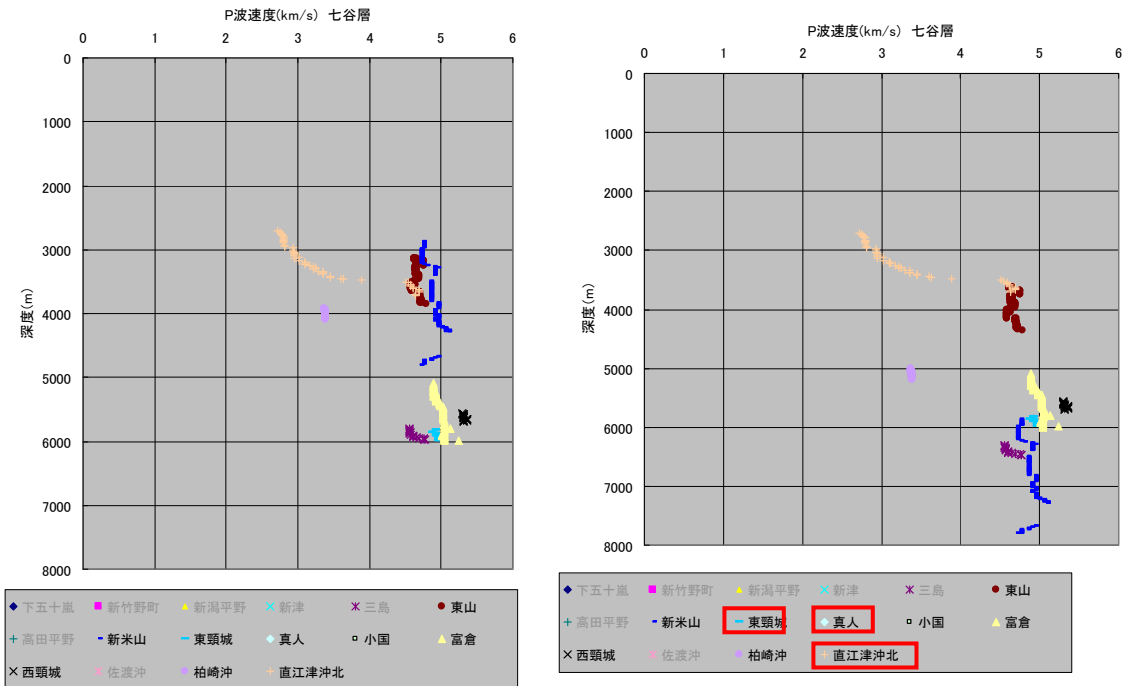 P波速度(km/s) 七谷層
0 1 2 3 4 5 6
0
1000
2000
3000
4000
5000
6000
7000
8000
深度(m)
下五十嵐 新竹野町 新潟平野 新津 三島 東山
高田平野 新米山 東頸城 真人 小国 富倉
西頸城 佐渡沖 柏崎沖 直江津沖北
P波速度(km/s) 七谷層
0 1 2 3 4 5 6
0
1000
2000
3000
4000
5000
6000
7000
8000
深度(m)
下五十嵐 新竹野町 新潟平野 新津 三島 東山
高田平野 新米山 東頸城 真人 小国 富倉
西頸城 佐渡沖 柏崎沖 直江津沖北